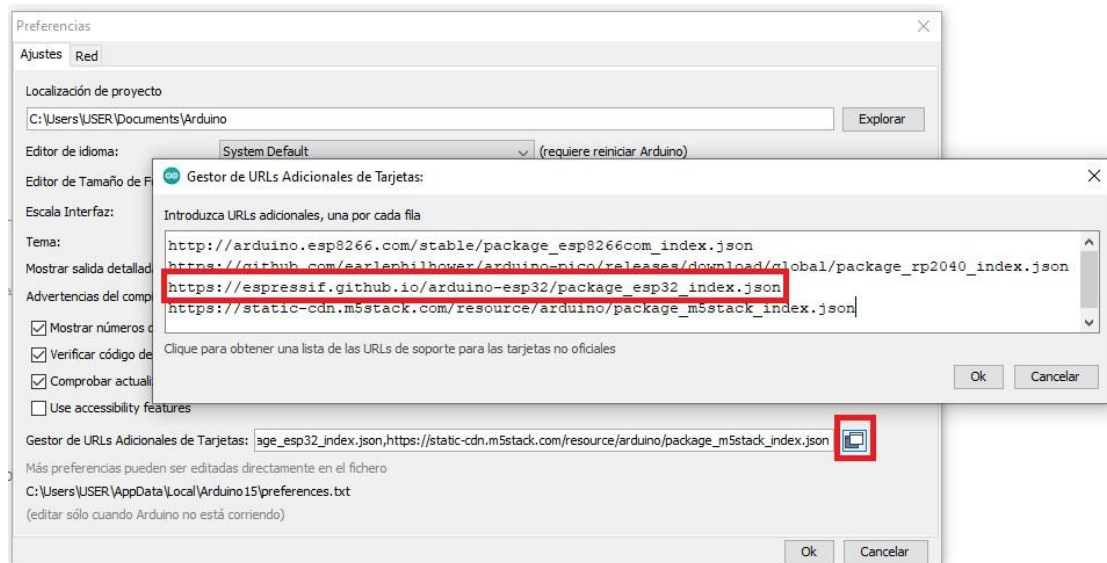 Preferencias
Ajustes Red
Localización de proyecto
C:\Users\USER\Documents\Arduino Explorar
Editor de idioma: System Default (requiere reiniciar Arduino)
Editor de Tamaño de F
Escala Interfaz:
Tema:
Mostrar salida detallad
Advertencias del comp
Mostrar números
Verificar código de
Comprobar actuali
Use accessibility features
Gestor de URLs Adicionales de Tarjetas:
Introduzca URLs adicionales, una por cada fila
http://arduino.esp8266.com/stable/package_esp8266com_index.json
https://github.com/earlephilhower/arduino-pico/releases/download/global/package_rp2040_index.json
https://espressif.github.io/arduino-esp32/package_esp32_index.json
https://static-cdn.m5stack.com/resource/arduino/package_m5stack_index.json
Clique para obtener una lista de las URLs de soporte para las tarjetas no oficiales
Ok Cancelar
Gestor de URLs Adicionales de Tarjetas: age_esp32_index.json,https://static-cdn.m5stack.com/resource/arduino/package_m5stack_index.json
Más preferencias pueden ser editadas directamente en el fichero
C:\Users\USER\AppData\Local\Arduino15\preferences.txt
(editar sólo cuando Arduino no está corriendo)
Ok Cancelar